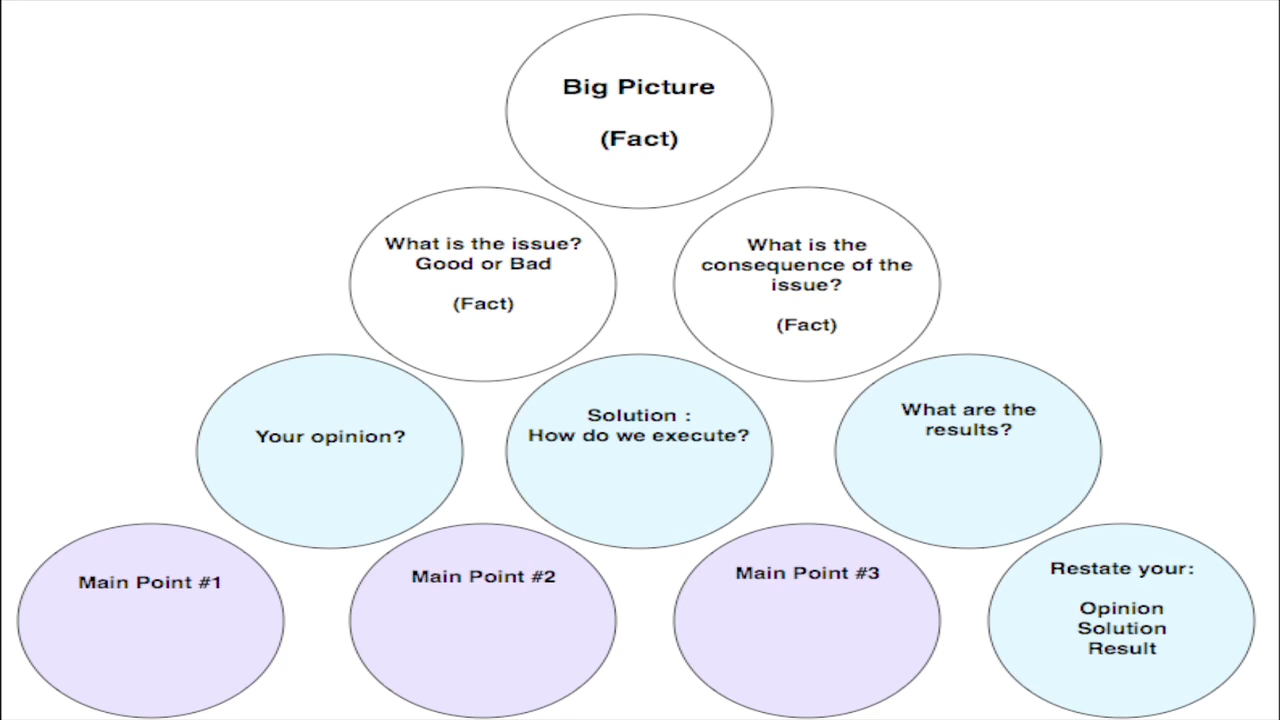 Big Picture
(Fact)
What is the issue?
Good or Bad
(Fact)
What is the
consequence of the
issue?
(Fact)
Your opinion?
Solution :
How do we execute?
What are the
results?
Main Point #1
Main Point #2
Main Point #3
Restate your:
Opinion
Solution
Result